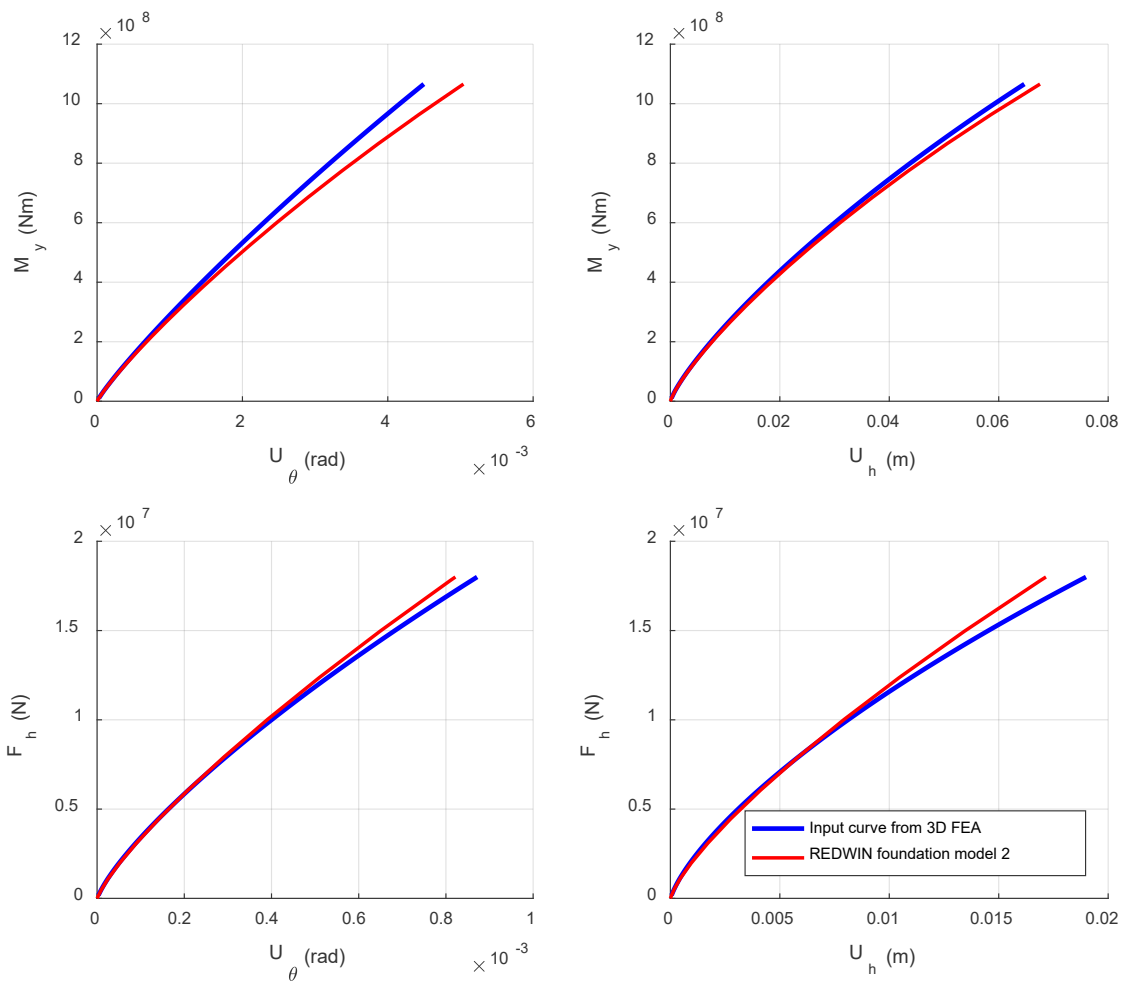 × 10 8
12
10
8
6
4
2
0
M y (Nm)
0 2 4 6
U θ (rad)
× 10 -3
× 10 8
12
10
8
6
4
2
0
M y (Nm)
0 0.02 0.04 0.06 0.08
U h (m)
× 10 7
2
1.5
1
0.5
0
F h (N)
0 0.2 0.4 0.6 0.8 1
U θ (rad)
× 10 -3
× 10 7
2
1.5
1
0.5
0
F h (N)
Input curve from 3D FEA
REDWIN foundation model 2
0 0.005 0.01 0.015 0.02
U h (m)